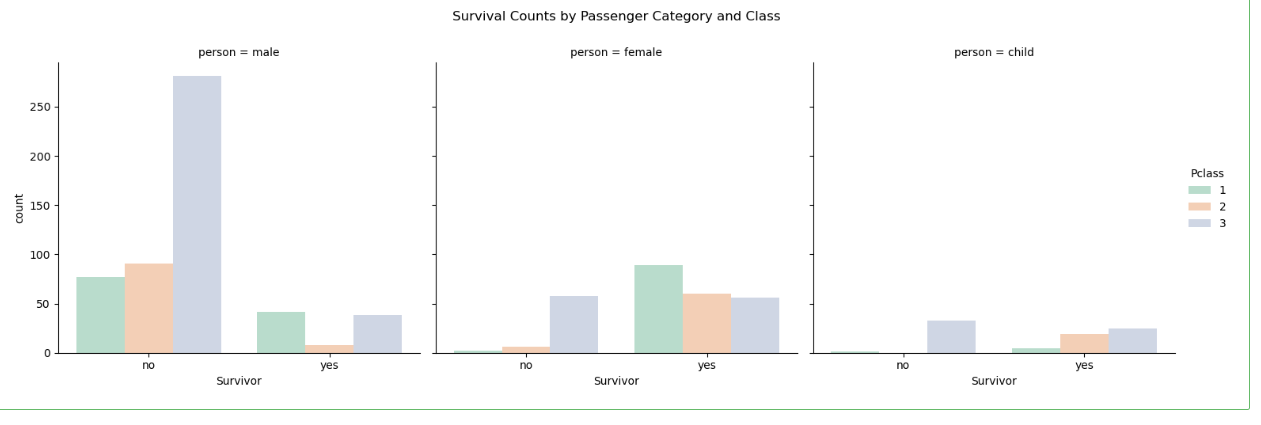 Survival Counts by Passenger Category and Class
person = male
person = female
person = child
250
200
150
100
50
0
count
no
yes
no
yes
no
yes
Survivor
Survivor
Survivor
Pclass
1
2
3